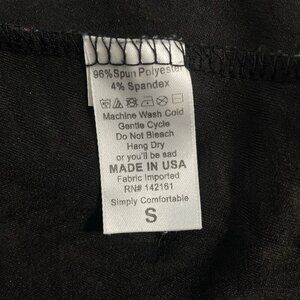 96% Spun Polyester
4% Spandex
Machine Wash Cold
Gentle Cycle
Do Not Bleach
Hang Dry
or you'll be sad
MADE IN USA
Fabric Imported
RN# 142161
Simply Comfortable
S